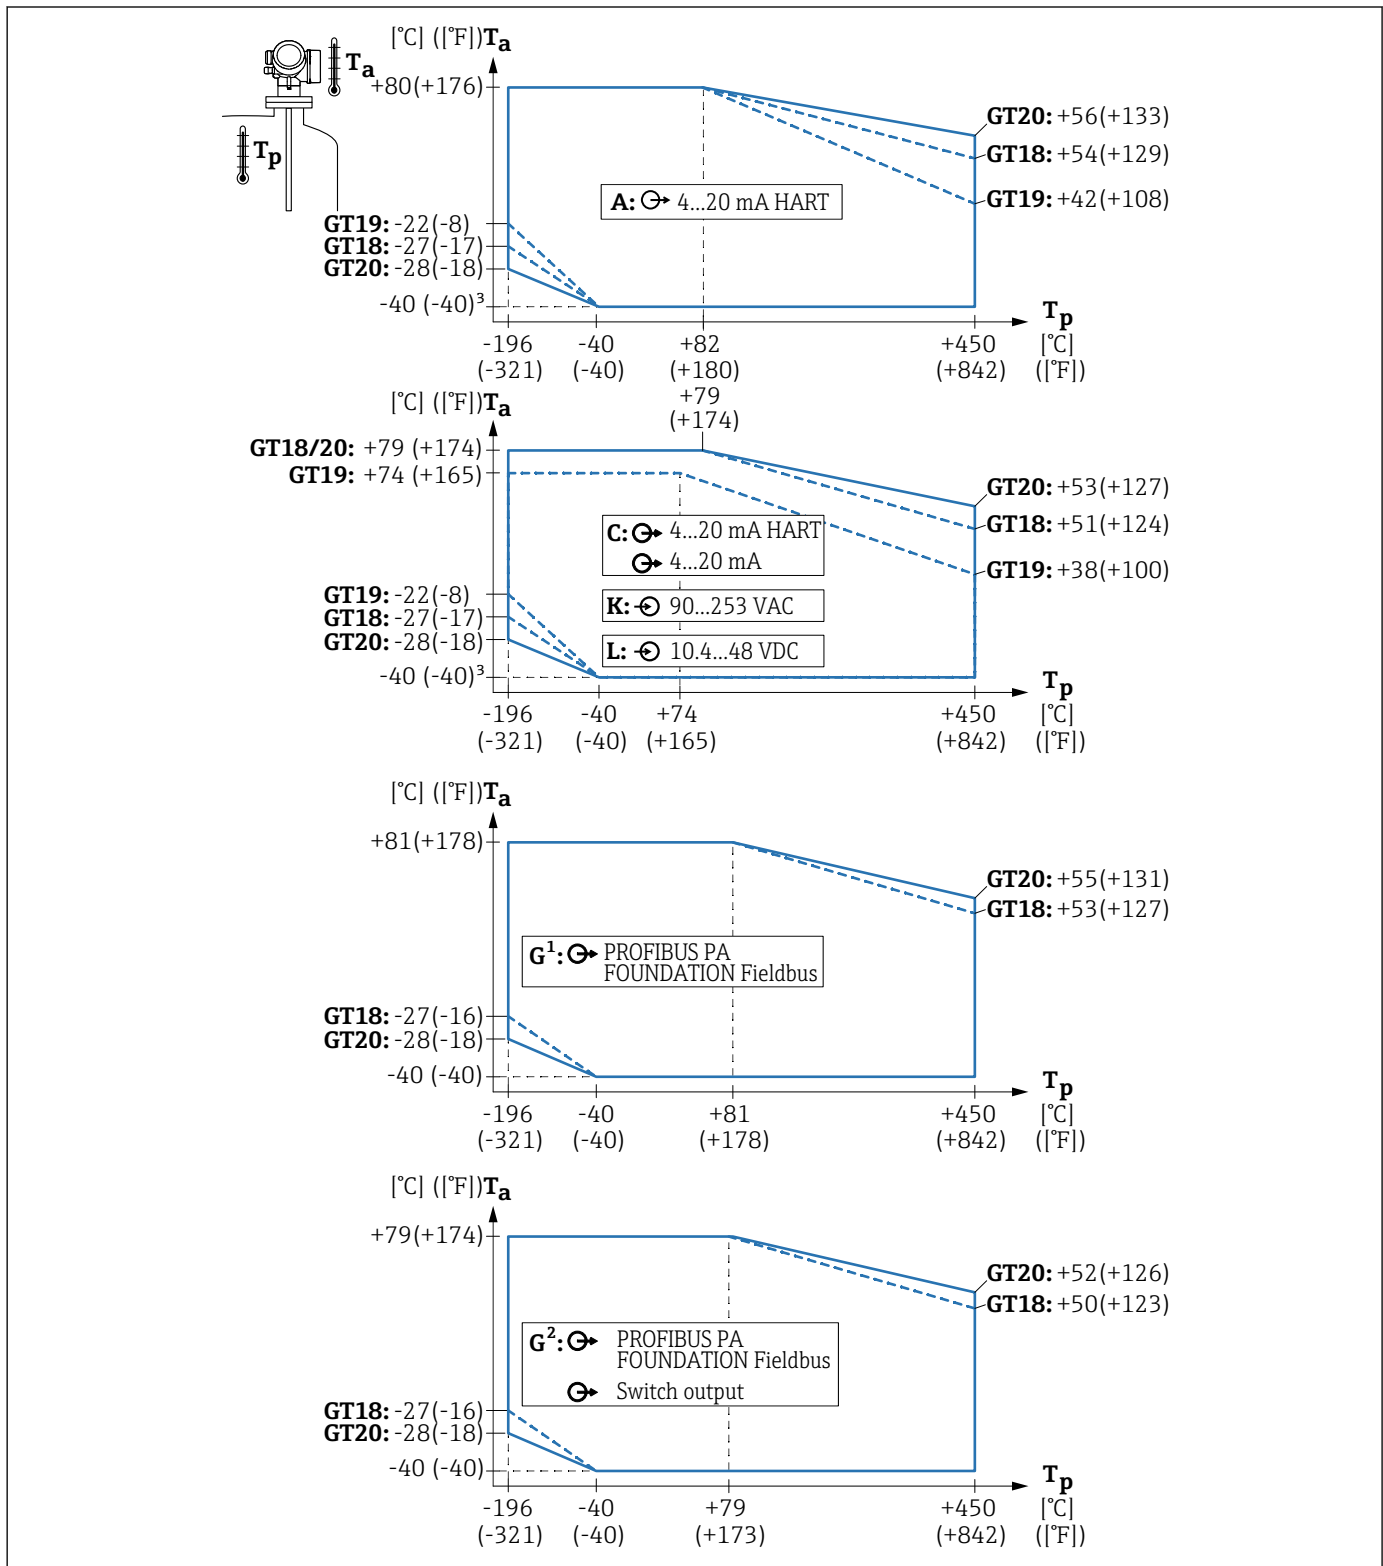 [°C] ([°F])Ta
Ta
Tp
+80(+176)
GT20: +56(+133)
GT18: +54(+129)
A: 4...20 mA HART
GT19: +42(+108)
GT19: -22(-8)
GT18: -27(-17)
GT20: -28(-18)
-40 (-40)³
Tp
-196 -40 +82 +450 [°C]
(-321) (-40) (+180) (+842) ([°F])
[°C] ([°F])Ta
+79
(+174)
GT18/20: +79 (+174)
GT19: +74 (+165)
GT20: +53(+127)
GT18: +51(+124)
C: 4...20 mA HART
4...20 mA
GT19: +38(+100)
GT19: -22(-8)
K: 90...253 VAC
GT18: -27(-17)
GT20: -28(-18)
L: 10.4...48 VDC
-40 (-40)³
Tp
-196 -40 +74 +450 [°C]
(-321) (-40) (+165) (+842) ([°F])
[°C] ([°F])Ta
+81(+178)
GT20: +55(+131)
GT18: +53(+127)
G¹: PROFIBUS PA
FOUNDATION Fieldbus
GT18: -27(-16)
GT20: -28(-18)
-40 (-40)
Tp
-196 -40 +81 +450 [°C]
(-321) (-40) (+178) (+842) ([°F])
[°C] ([°F])Ta
+79(+174)
GT20: +52(+126)
GT18: +50(+123)
G²: PROFIBUS PA
FOUNDATION Fieldbus
Switch output
GT18: -27(-16)
GT20: -28(-18)
-40 (-40)
Tp
-196 -40 +79 +450 [°C]
(-321) (-40) (+173) (+842) ([°F])